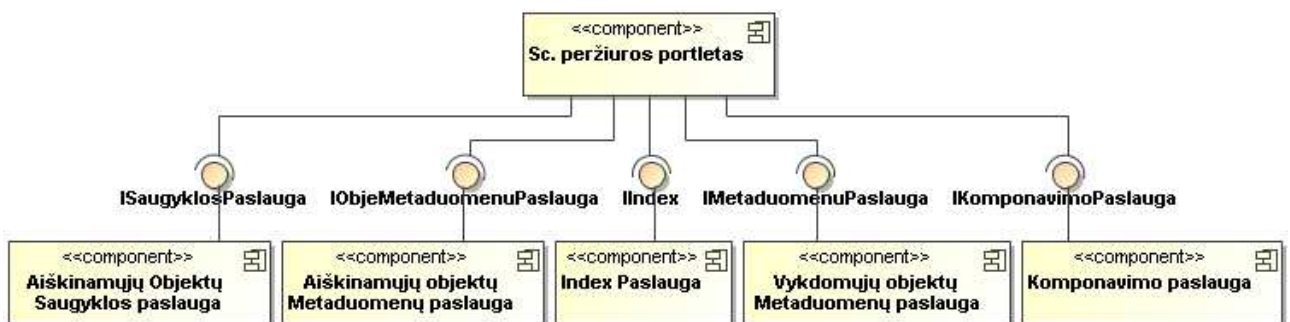 <<component>>
Sc. peržiuros portletas
ISaugyklosPaslauga
IObjeMetaduomenuPaslauga
IIndex
IMetaduomenuPaslauga
IKomponavimoPaslauga
<<component>>
Aiškinamųjų Objektų
Saugyklos paslauga
<<component>>
Aiškinamųjų objektų
Metaduomenų paslauga
<<component>>
Index Paslauga
<<component>>
Vykdomųjų objektų
Metaduomenų paslauga
<<component>>
Komponavimo paslauga